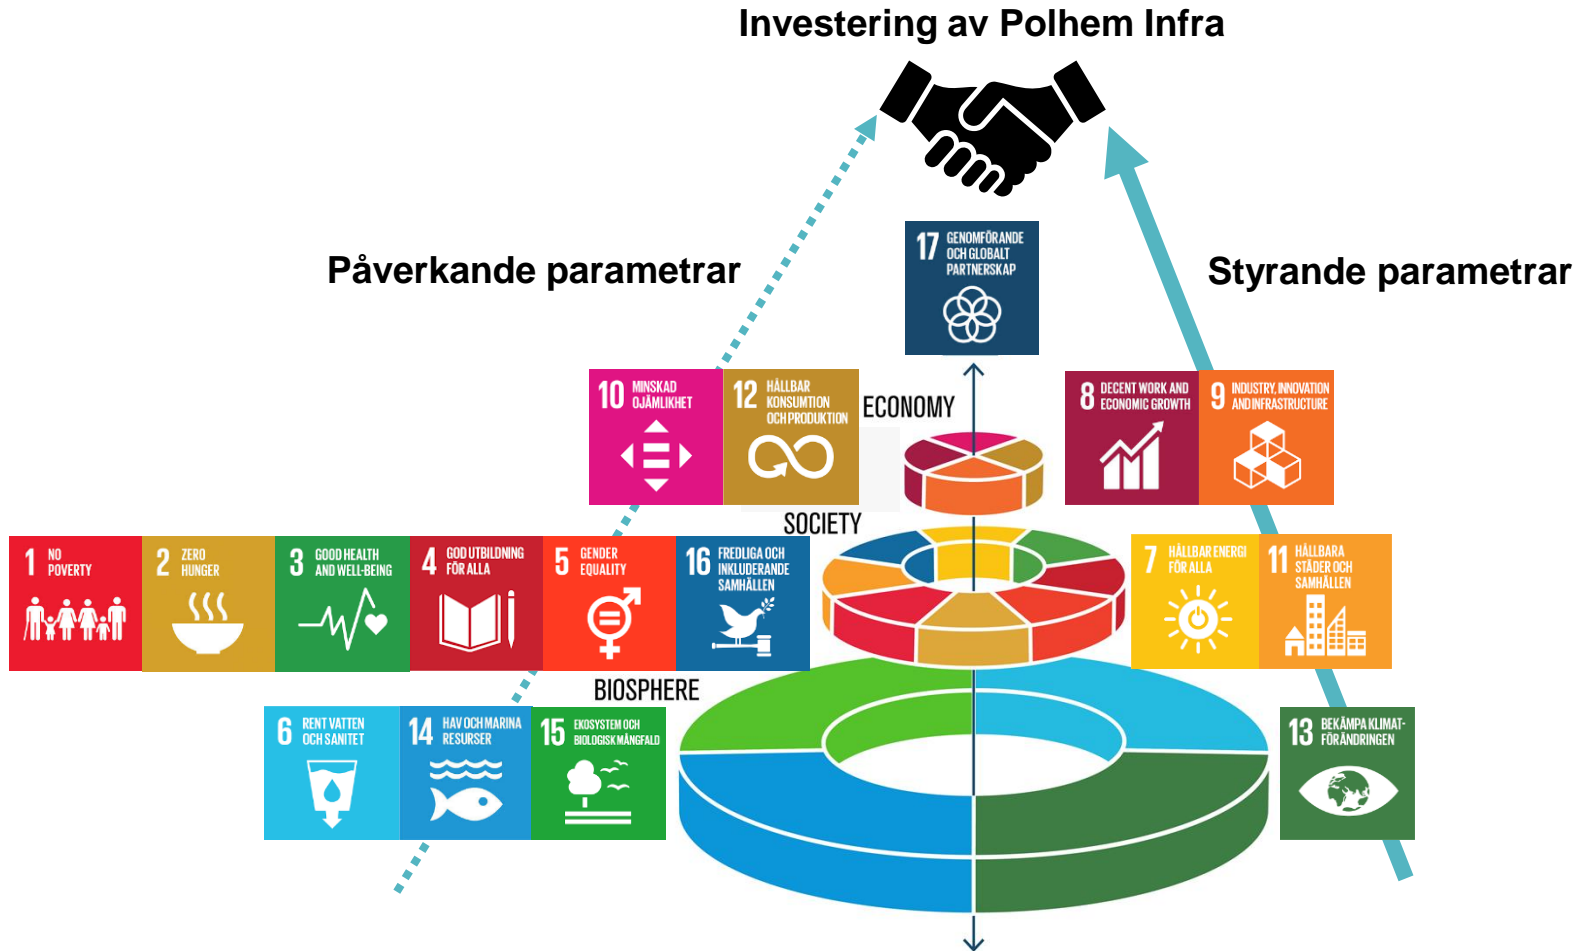 Investering av Polhem Infra
Påverkande parametrar
Styrande parametrar
17 GENOMFÖRANDE
OCH GLOBALT
PARTNERSKAP
10 MINSKAD
OJÄMLIKHET
12 HÅLLBAR
KONSUMTION
OCH PRODUKTION
ECONOMY
8 DECENT WORK AND
ECONOMIC GROWTH
9 INDUSTRY, INNOVATION
AND INFRASTRUCTURE
SOCIETY
1 NO
POVERTY
2 ZERO
HUNGER
3 GOOD HEALTH
AND WELL-BEING
4 GOD UTBILDNING
FÖR ALLA
5 GENDER
EQUALITY
16 FREDLIGA OCH
INKLUDERANDE
SAMHÄLLEN
7 HÅLLBAR ENERGI
FÖR ALLA
11 HÅLLBARA
STÄDER OCH
SAMHÄLLEN
BIOSPHERE
6 RENT VATTEN
OCH SANITET
14 HAV OCH MARINA
RESURSER
15 EKOSYSTEM OCH
BIOLOGISK MÅNGFALD
13 BEKÄMPA KLIMAT-
FÖRÄNDRINGEN